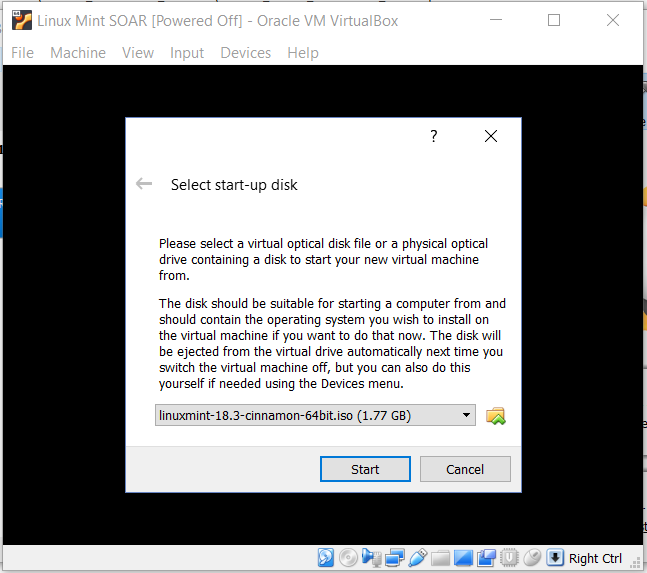 Linux Mint SOAR [Powered Off] - Oracle VM VirtualBox
File Machine View Input Devices Help
?
Select start-up disk
Please select a virtual optical disk file or a physical optical
drive containing a disk to start your new virtual machine
from.
The disk should be suitable for starting a computer from and
should contain the operating system you wish to install on
the virtual machine if you want to do that now. The disk will
be ejected from the virtual drive automatically next time you
switch the virtual machine off, but you can also do this
yourself if needed using the Devices menu.
linuxmint-18.3-cinnamon-64bit.iso (1.77 GB)
Start Cancel
Right Ctrl